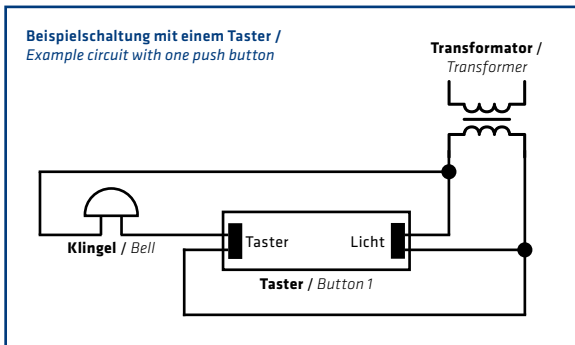 Beispielschaltung mit einem Taster /
Example circuit with one push button
Transformator /
Transformer
Klingel / Bell
Taster
Licht
Taster / Button 1